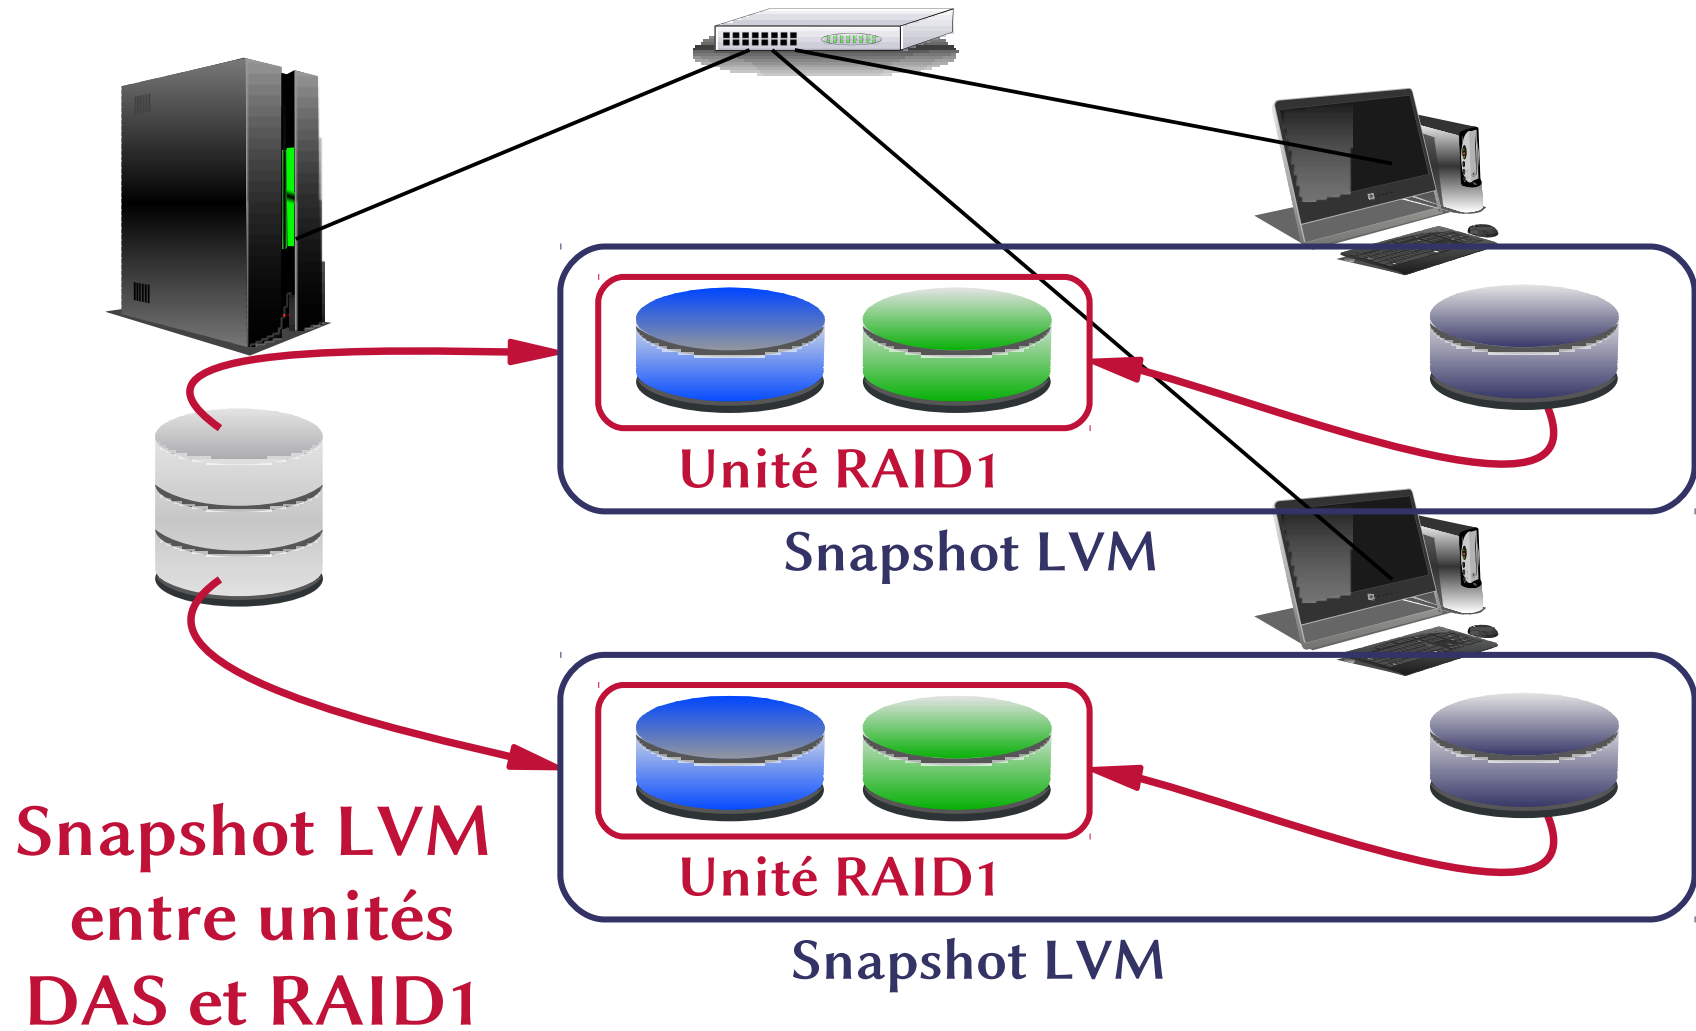 Unité RAID1
Snapshot LVM
Unité RAID1
Snapshot LVM
Snapshot LVM
entre unités
DAS et RAID1